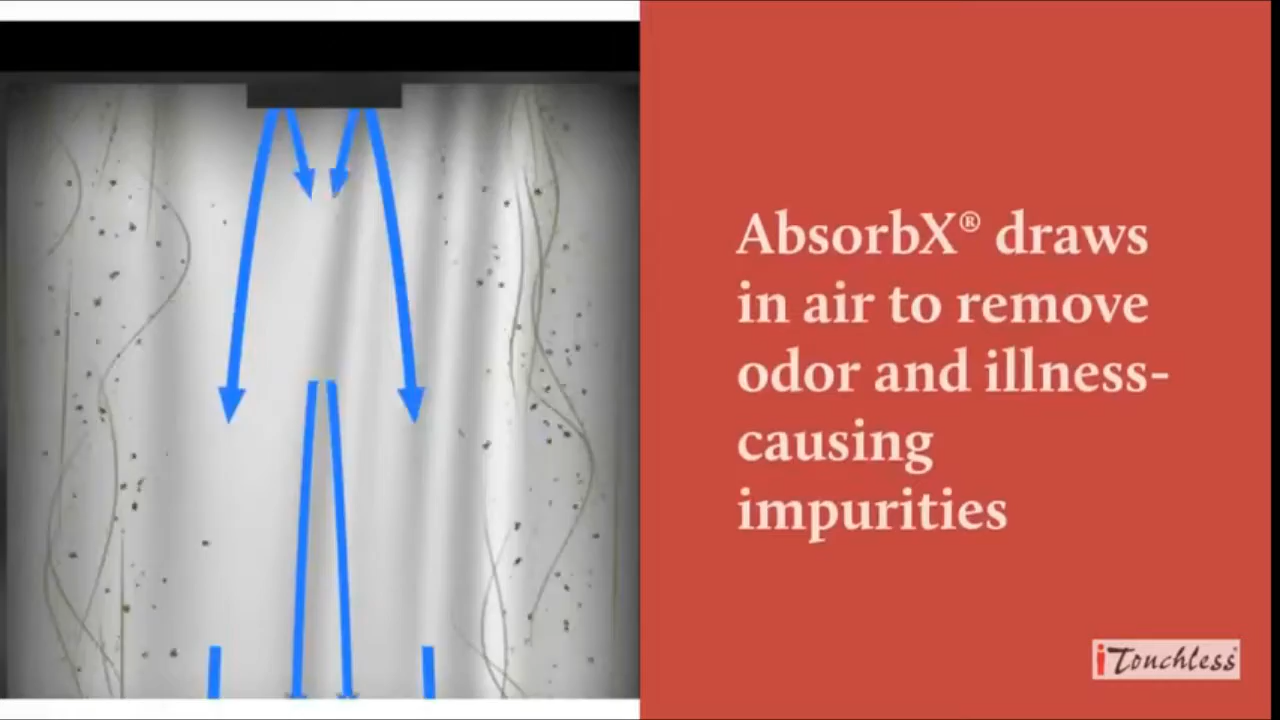 AbsorbX® draws
in air to remove
odor and illness-
causing
impurities
iTouchless